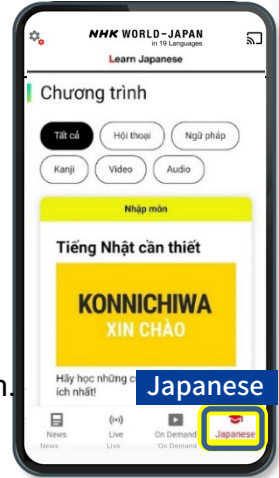 NHK WORLD-JAPAN
in 19 Languages
Learn Japanese
Chương trình
Tất cả
Hội thoại
Ngữ pháp
Kanji
Video
Audio
Nhập môn
Tiếng Nhật cần thiết
KONNICHIWA
XIN CHÀO
Hãy học những c
ích nhất!
n.
Japanese
News
Live
On Demand
Japanese
News
Live
On Demand